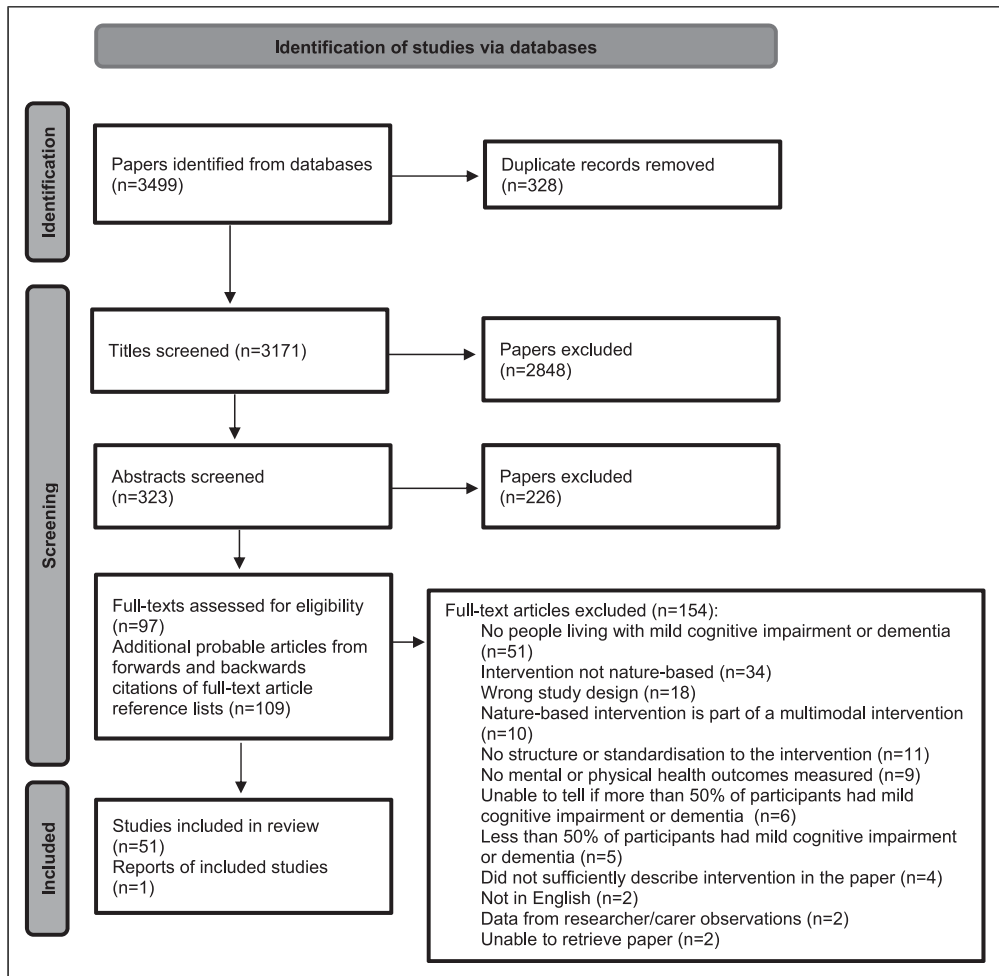 Identification of studies via databases
Identification
Papers identified from databases
(n=3499)
Duplicate records removed
(n=328)
Screening
Titles screened (n=3171)
Papers excluded
(n=2848)
Abstracts screened
(n=323)
Papers excluded
(n=226)
Full-texts assessed for eligibility
(n=97)
Additional probable articles from
forwards and backwards
citations of full-text article
reference lists (n=109)
Full-text articles excluded (n=154):
No people living with mild cognitive impairment or dementia
(n=51)
Intervention not nature-based (n=34)
Wrong study design (n=18)
Nature-based intervention is part of a multimodal intervention
(n=10)
No structure or standardisation to the intervention (n=11)
No mental or physical health outcomes measured (n=9)
Unable to tell if more than 50% of participants had mild
cognitive impairment or dementia (n=6)
Less than 50% of participants had mild cognitive impairment
or dementia (n=5)
Did not sufficiently describe intervention in the paper (n=4)
Not in English (n=2)
Data from researcher/carer observations (n=2)
Unable to retrieve paper (n=2)
Included
Studies included in review
(n=51)
Reports of included studies
(n=1)